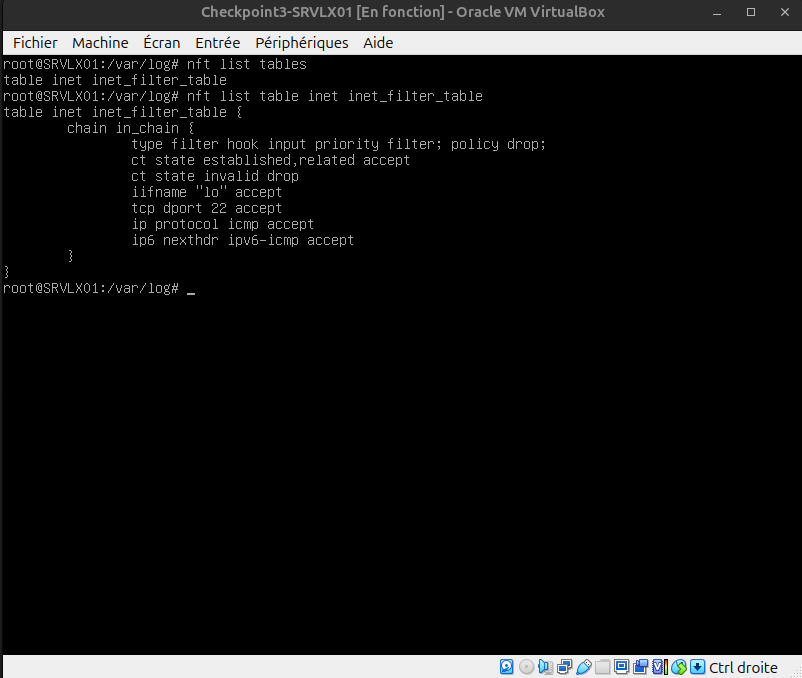 Checkpoint3-SRVLX01 [En fonction] - Oracle VM VirtualBox
Fichier Machine Écran Entrée Périphériques Aide
root@SRVLX01:/var/log# nft list tables
table inet inet_filter_table
root@SRVLX01:/var/log# nft list table inet inet_filter_table
table inet inet_filter_table {
        chain in_chain {
                type filter hook input priority filter; policy drop;
                ct state established,related accept
                ct state invalid drop
                iifname "lo" accept
                tcp dport 22 accept
                ip protocol icmp accept
                ip6 nexthdr ipv6-icmp accept
        }
}
root@SRVLX01:/var/log# _
Ctrl droite